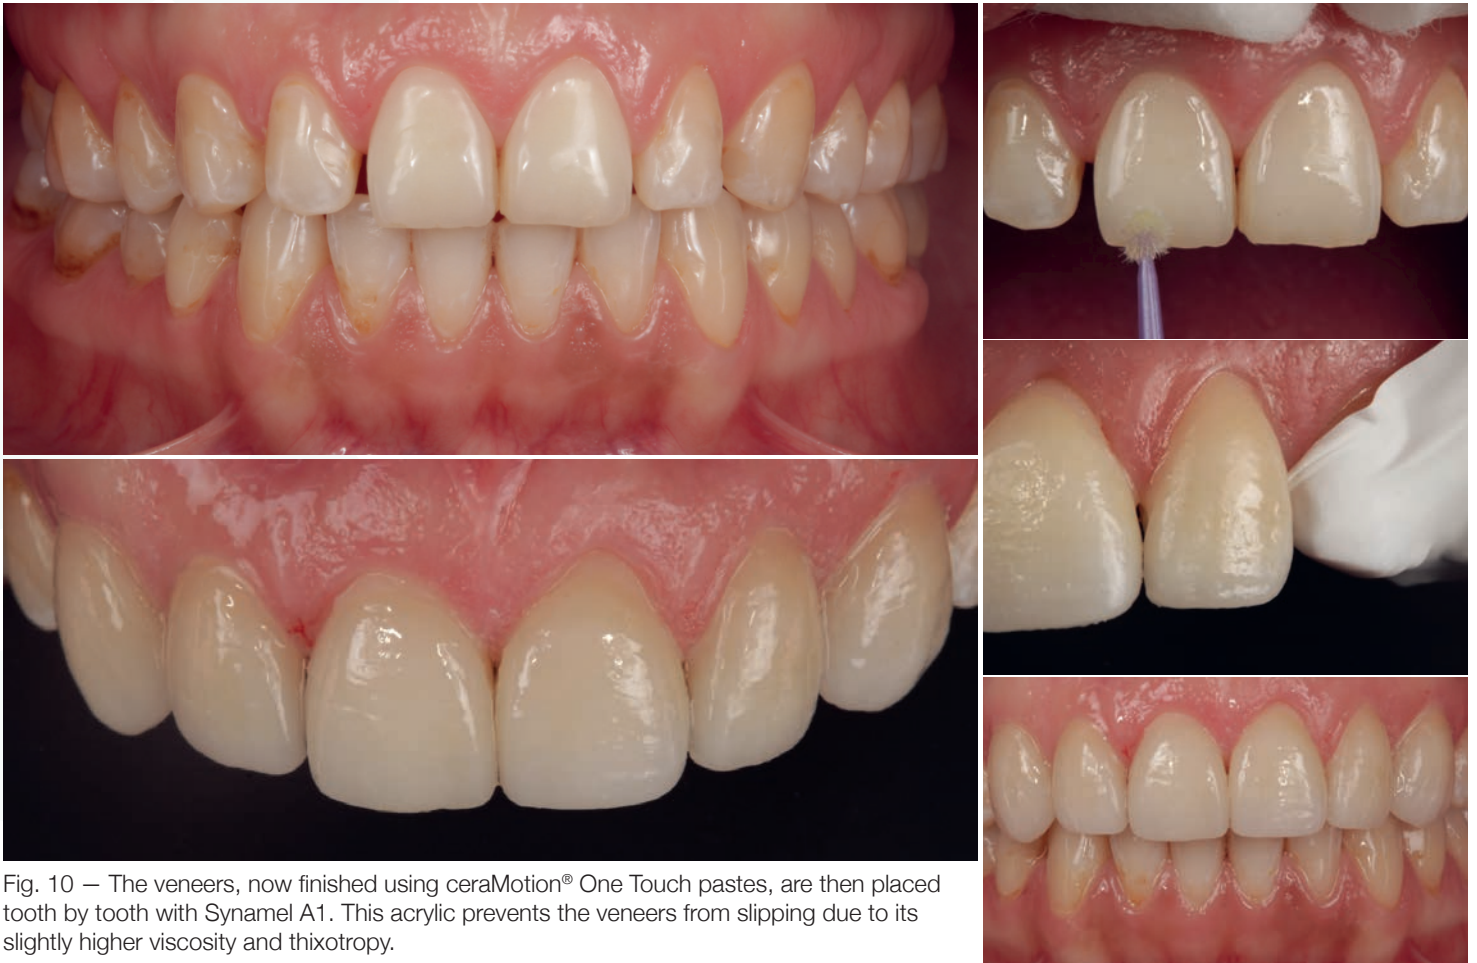 Fig. 10 — The veneers, now finished using ceraMotion® One Touch pastes, are then placed
tooth by tooth with Synamel A1. This acrylic prevents the veneers from slipping due to its
slightly higher viscosity and thixotropy.